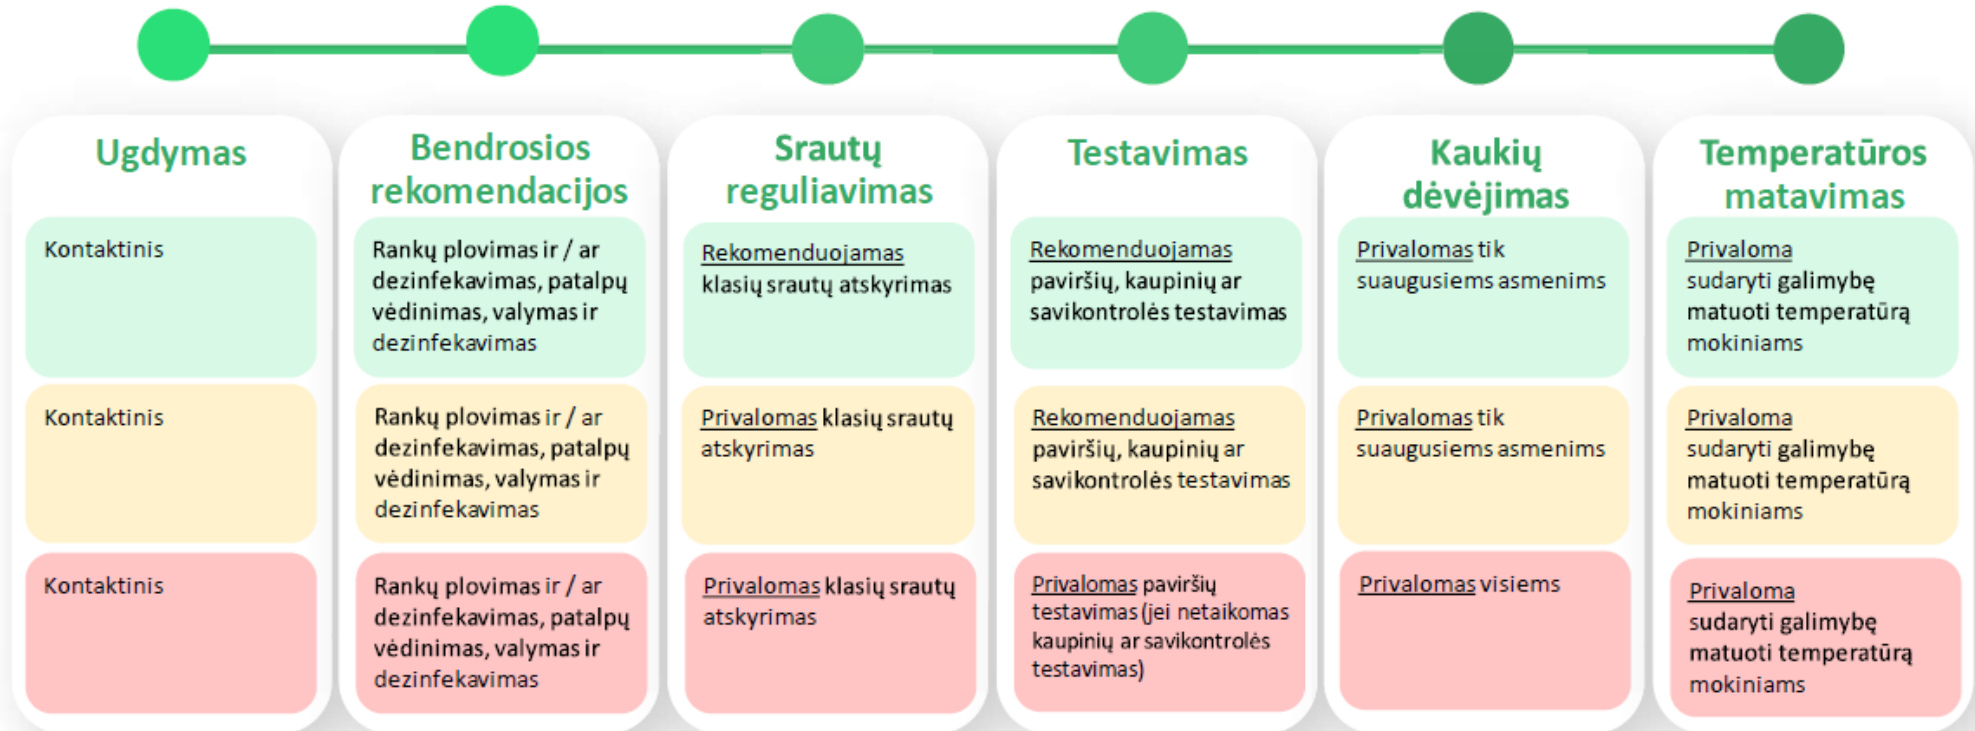 Ugdymas
Kontaktinis
Kontaktinis
Kontaktinis
Bendrosios
rekomendacijos
Rankų plovimas ir / ar
dezinfekavimas, patalpų
vėdinimas, valymas ir
dezinfekavimas
Rankų plovimas ir / ar
dezinfekavimas, patalpų
vėdinimas, valymas ir
dezinfekavimas
Rankų plovimas ir / ar
dezinfekavimas, patalpų
vėdinimas, valymas ir
dezinfekavimas
Srautų
reguliavimas
Rekomenduojamas
klasių srautų atskyrimas
Privalomas klasių srautų
atskyrimas
Privalomas klasių srautų
atskyrimas
Testavimas
Rekomenduojamas
paviršių, kaupinių ar
savikontrolės testavimas
Rekomenduojamas
paviršių, kaupinių ar
savikontrolės testavimas
Privalomas paviršių
testavimas (jei netaikomas
kaupinių ar savikontrolės
testavimas)
Kaukių
dėvėjimas
Privalomas tik
suaugusiems asmenims
Privalomas tik
suaugusiems asmenims
Privalomas visiems
Temperatūros
matavimas
Privaloma
sudaryti galimybę
matuoti temperatūrą
mokiniams
Privaloma
sudaryti galimybę
matuoti temperatūrą
mokiniams
Privaloma
sudaryti galimybę
matuoti temperatūrą
mokiniams